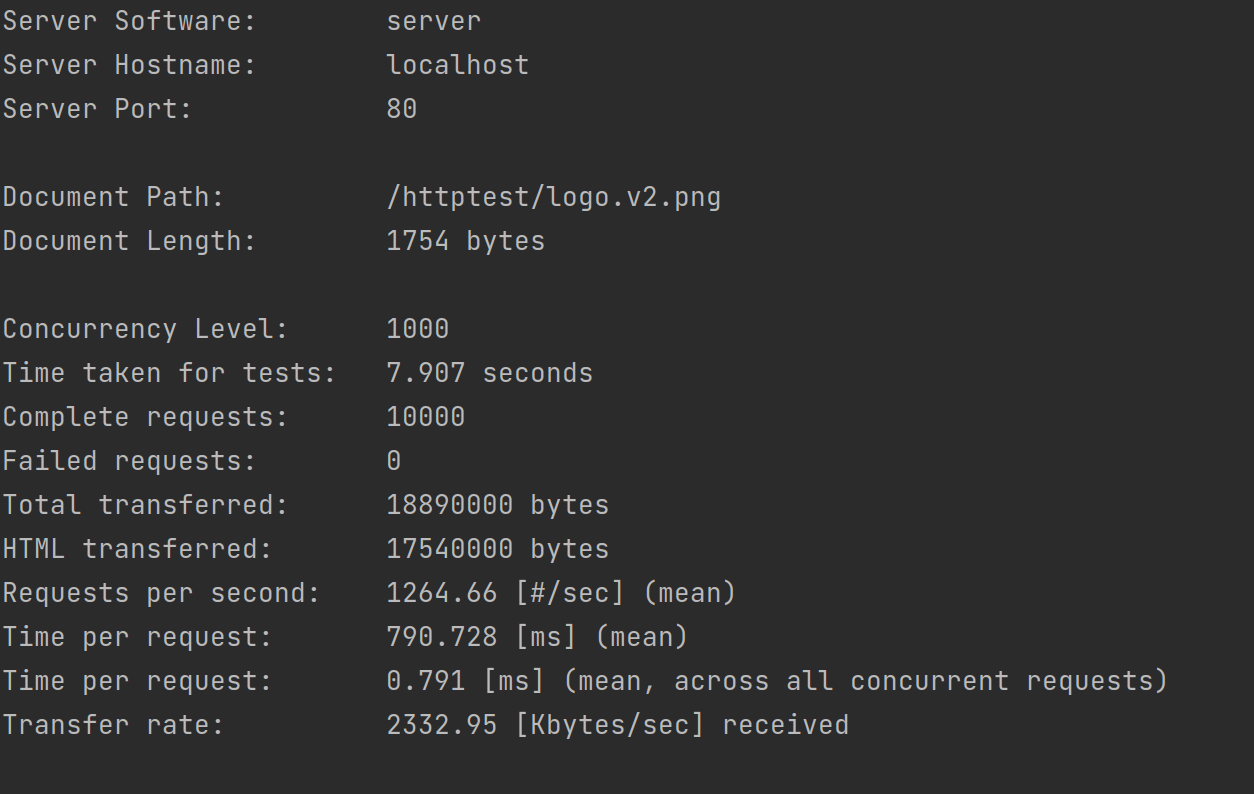 Server Software:        server
Server Hostname:        localhost
Server Port:            80

Document Path:          /httptest/logo.v2.png
Document Length:        1754 bytes

Concurrency Level:      1000
Time taken for tests:   7.907 seconds
Complete requests:      10000
Failed requests:        0
Total transferred:      18890000 bytes
HTML transferred:       17540000 bytes
Requests per second:    1264.66 [#/sec] (mean)
Time per request:       790.728 [ms] (mean)
Time per request:       0.791 [ms] (mean, across all concurrent requests)
Transfer rate:          2332.95 [Kbytes/sec] received